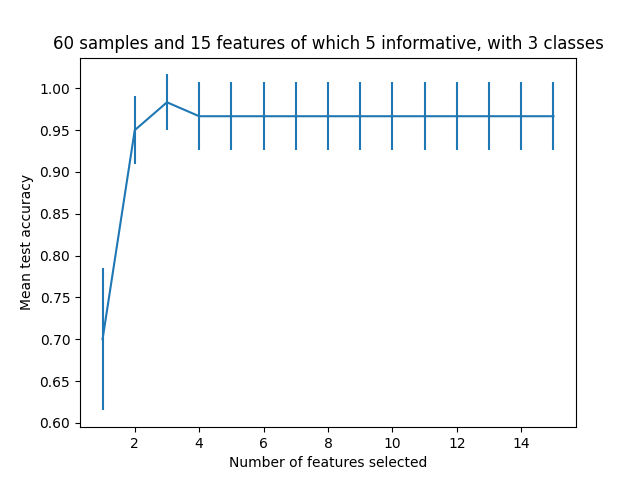 60 samples and 15 features of which 5 informative, with 3 classes
1.00
0.95
0.90
0.85
0.80
0.75
0.70
0.65
0.60
Mean test accuracy
2 4 6 8 10 12 14
Number of features selected